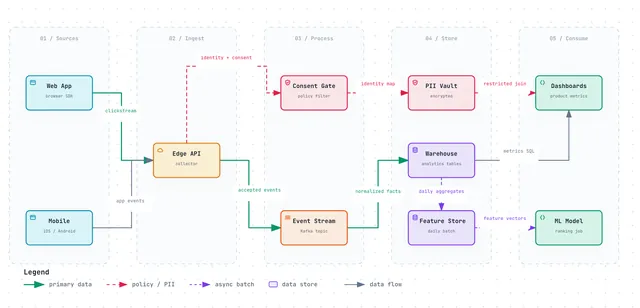 01 / Sources
02 / Ingest
03 / Process
04 / Store
05 / Consume
identity + consent
Web App
browser SDK
Consent Gate
policy filter
identity map
PII Vault
encrypted
restricted join
Dashboards
product metrics
clickstream
Edge API
collector
Warehouse
analytics tables
metrics SQL
accepted events
normalized facts
daily aggregates
app events
Mobile
iOS / Android
Event Stream
Kafka topic
Feature Store
daily batch
feature vectors
ML Model
ranking job
Legend
primary data
policy / PII
async batch
data store
data flow